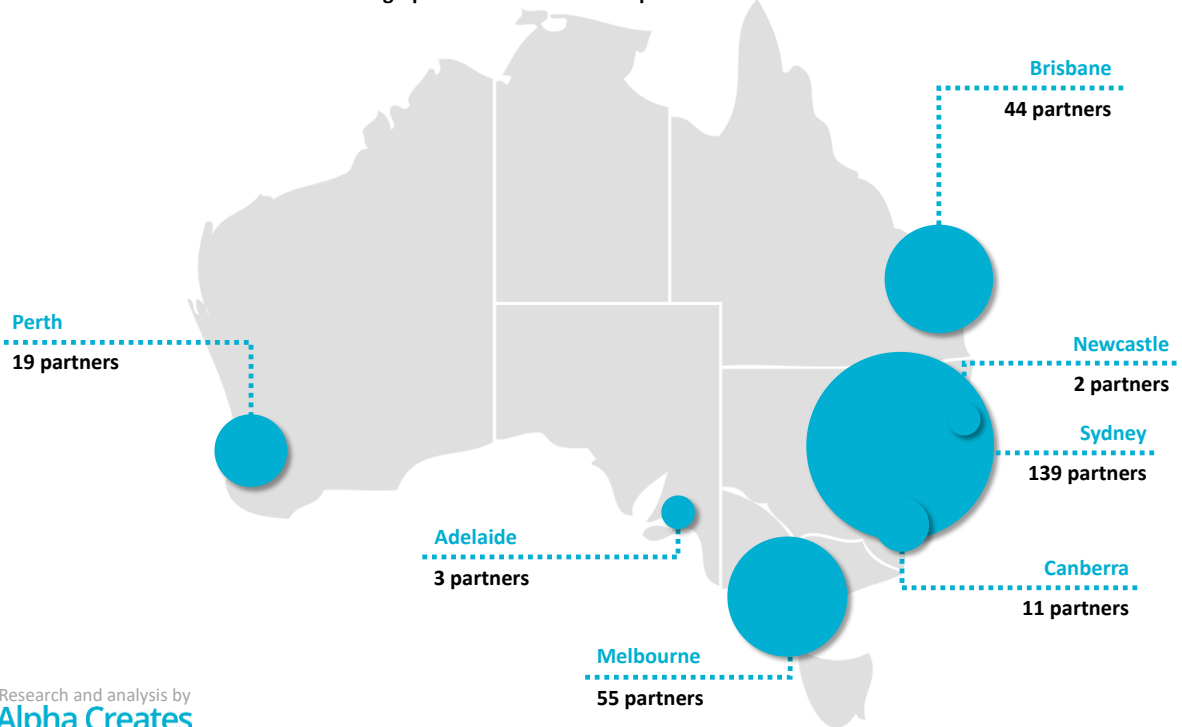 Brisbane
44 partners
Perth
19 partners
Newcastle
2 partners
Sydney
139 partners
Adelaide
3 partners
Canberra
11 partners
Melbourne
55 partners
Research and analysis by
Alpha Creates